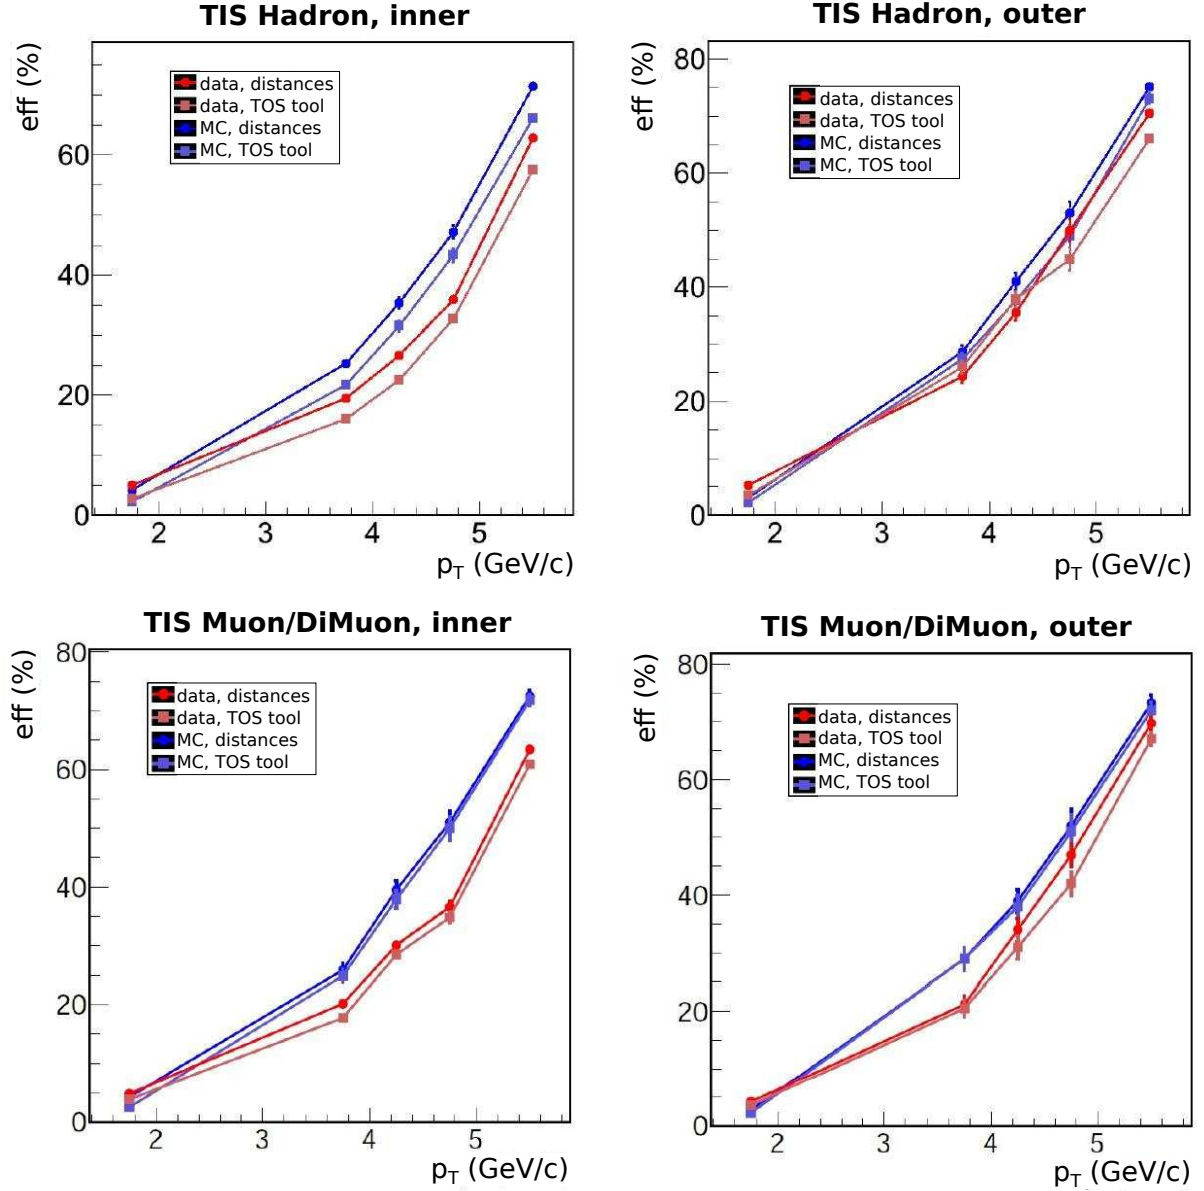 TIS Hadron, inner
eff (%)
data, distances
data, TOS tool
MC, distances
MC, TOS tool
60
40
20
0
2 3 4 5
p_T (GeV/c)
TIS Hadron, outer
eff (%)
80
data, distances
data, TOS tool
MC, distances
MC, TOS tool
60
40
20
0
2 3 4 5
p_T (GeV/c)
TIS Muon/DiMuon, inner
eff (%)
80
data, distances
data, TOS tool
MC, distances
MC, TOS tool
60
40
20
0
2 3 4 5
p_T (GeV/c)
TIS Muon/DiMuon, outer
eff (%)
80
data, distances
data, TOS tool
MC, distances
MC, TOS tool
60
40
20
0
2 3 4 5
p_T (GeV/c)